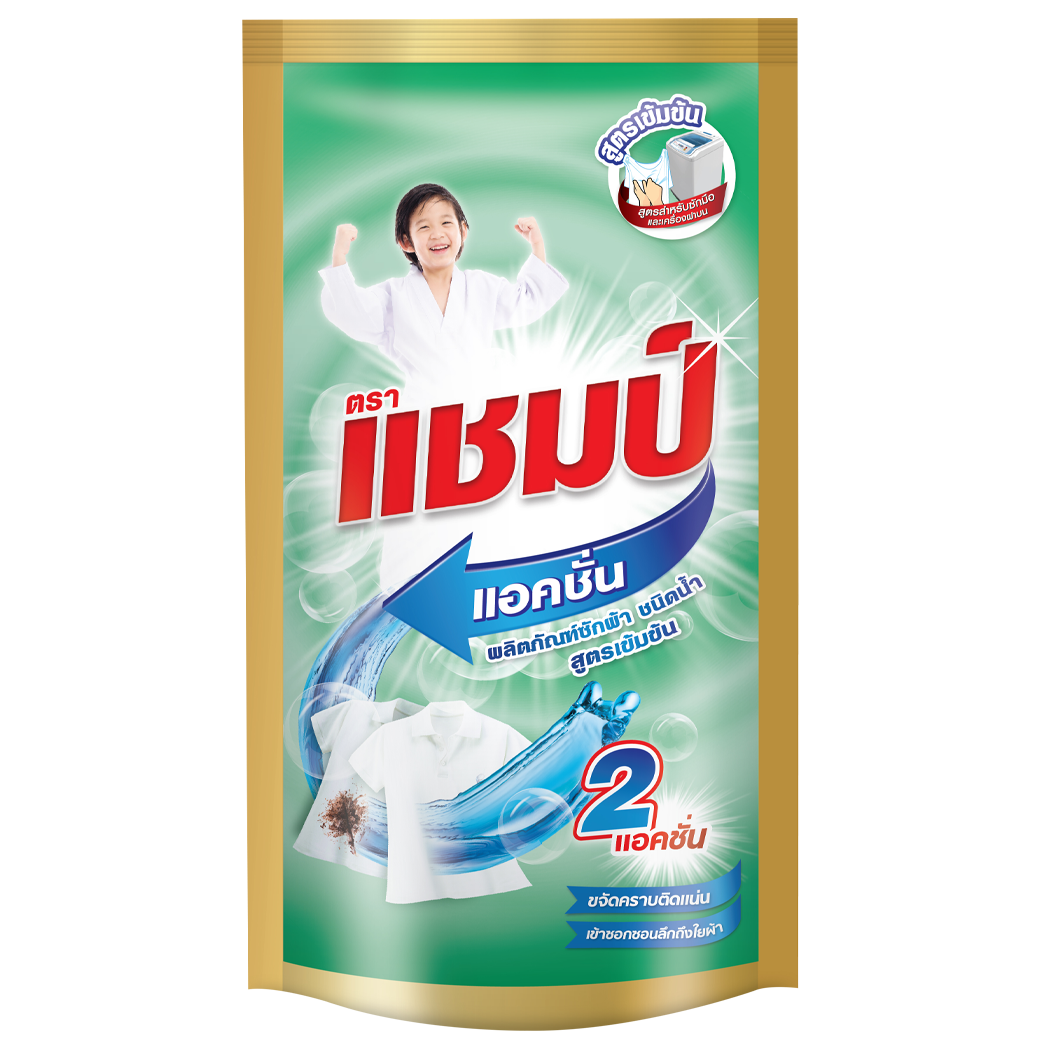 สูตรเข้มข้น
สูตรสำหรับซักมือ
และเครื่องฝาบน
ตรา
แชมป์
แอคชั่น
ผลิตภัณฑ์ซักผ้า ชนิดน้ำ
สูตรเข้มข้น
2
แอคชั่น
ขจัดคราบติดแน่น
เข้าซอกซอนลึกถึงใยผ้า